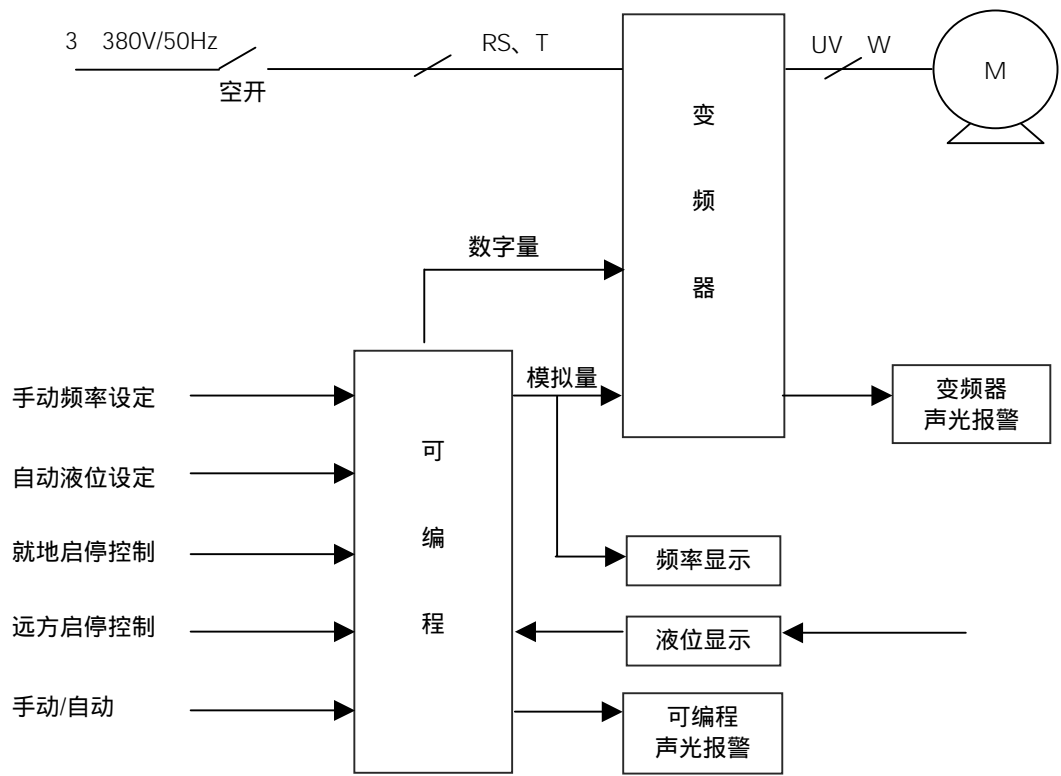 3 380V/50Hz
空开
RS、T
UV W
M
变
频
器
数字量
模拟量
手动频率设定
自动液位设定
就地启停控制
远方启停控制
手动/自动
可
编
程
变频器
声光报警
频率显示
液位显示
可编程
声光报警